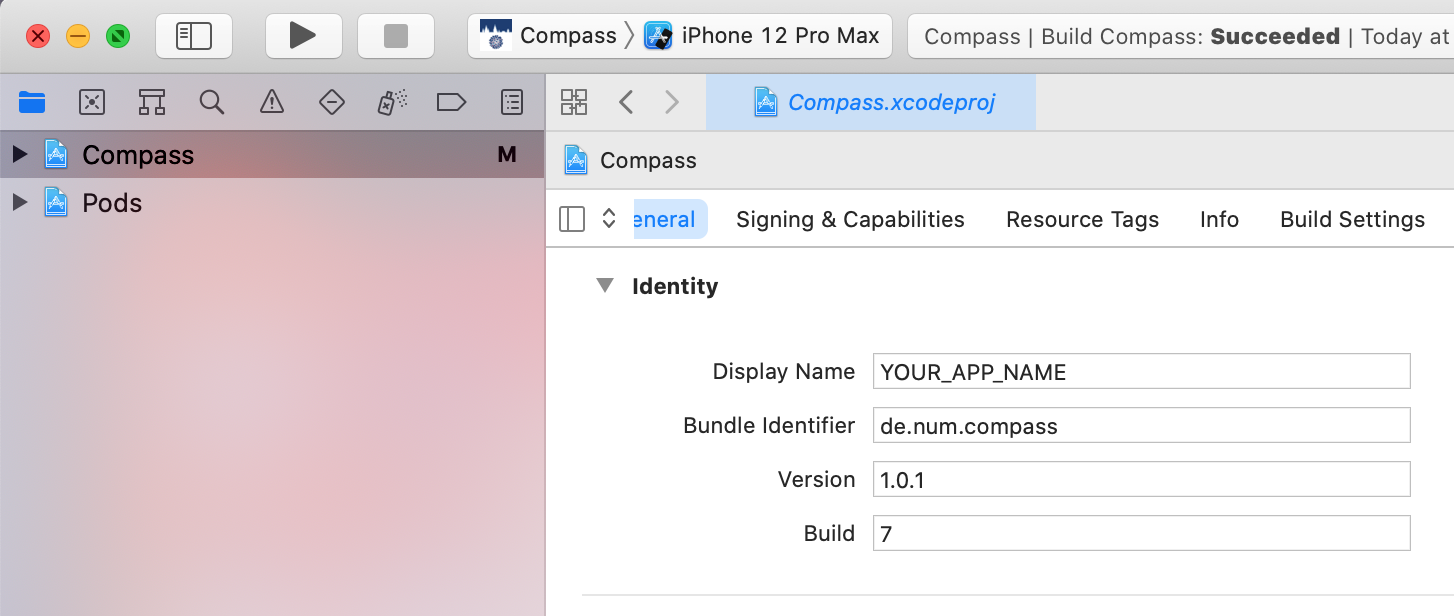 Compass iPhone 12 Pro Max
Compass | Build Compass: Succeeded | Today at
Compass.xcodeproj
Compass M
Pods
Compass
eneral Signing & Capabilities Resource Tags Info Build Settings
Identity
Display Name YOUR_APP_NAME
Bundle Identifier de.num.compass
Version 1.0.1
Build 7